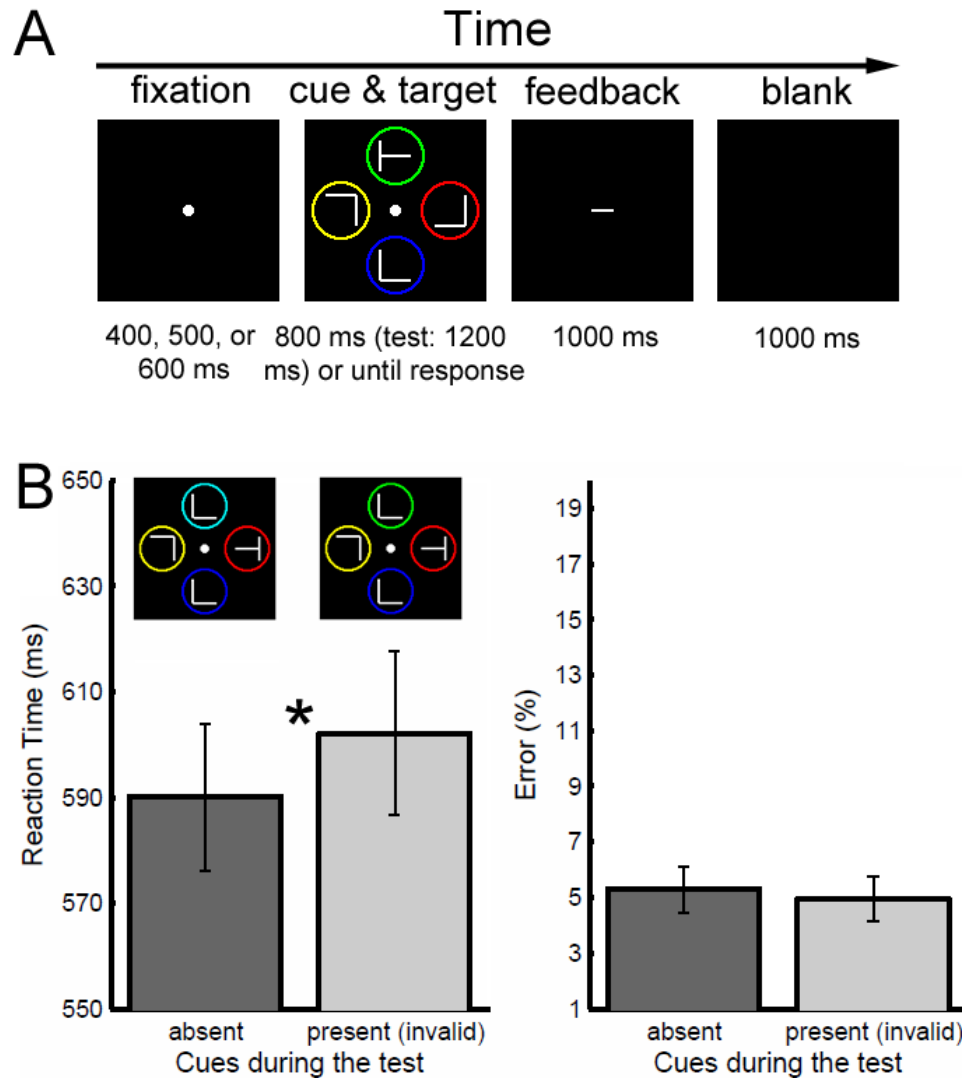 A
Time
fixation
cue & target
feedback
blank
400, 500, or
600 ms
800 ms (test: 1200
ms) or until response
1000 ms
1000 ms
B
Reaction Time (ms)
650
630
610
590
570
550
*
absent
present (invalid)
Cues during the test
Error (%)
19
17
15
13
11
9
7
5
3
1
absent
present (invalid)
Cues during the test